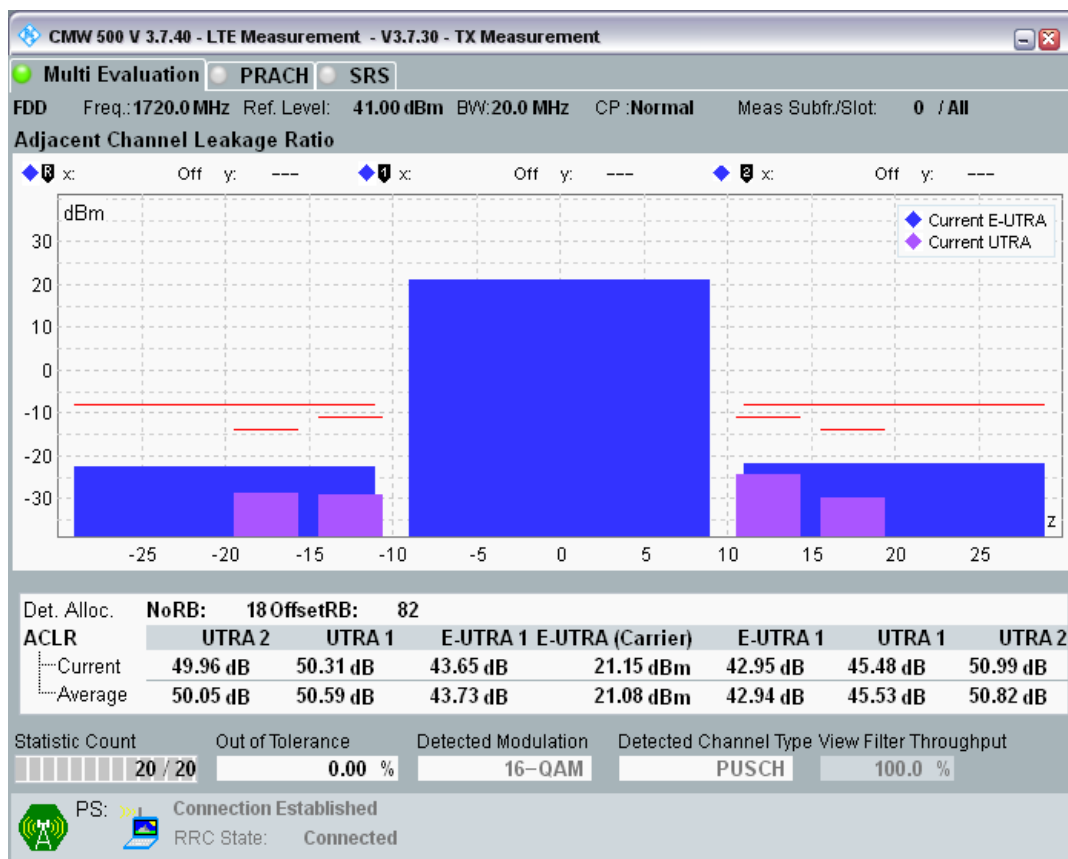 CMW 500 V 3.7.40 - LTE Measurement - V3.7.30 - TX Measurement
Multi Evaluation PRACH SRS
FDD Freq.: 1720.0 MHz Ref. Level: 41.00 dBm BW: 20.0 MHz CP : Normal Meas Subfr./Slot: 0 / All
Adjacent Channel Leakage Ratio
R x: Off y: --- 1 x: Off y: --- 2 x: Off y: ---
dBm
Current E-UTRA
Current UTRA
30
20
10
0
-10
-20
-30
z
-25 -20 -15 -10 -5 0 5 10 15 20 25
Det. Alloc. NoRB: 18 OffsetRB: 82
ACLR UTRA 2 UTRA 1 E-UTRA 1 E-UTRA (Carrier) E-UTRA 1 UTRA 1 UTRA 2
Current 49.96 dB 50.31 dB 43.65 dB 21.15 dBm 42.95 dB 45.48 dB 50.99 dB
Average 50.05 dB 50.59 dB 43.73 dB 21.08 dBm 42.94 dB 45.53 dB 50.82 dB
Statistic Count Out of Tolerance Detected Modulation Detected Channel Type View Filter Throughput
20 / 20 0.00 % 16-QAM PUSCH 100.0 %
PS: Connection Established
RRC State: Connected